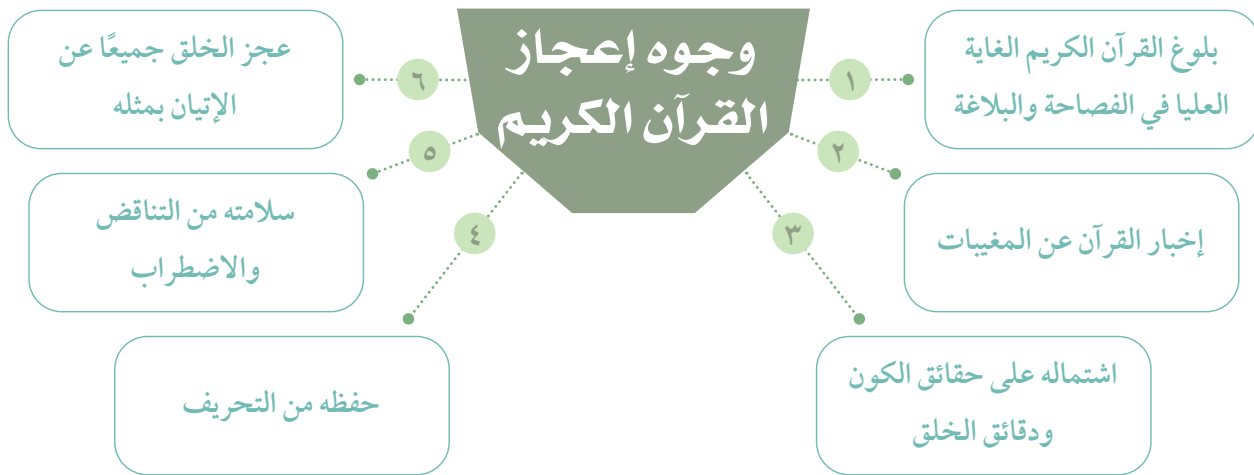 وجوه إعجاز
القرآن الكريم
١
بلوغ القرآن الكريم الغاية
العليا في الفصاحة والبلاغة
٢
إخبار القرآن عن المغيبات
٣
اشتماله على حقائق الكون
ودقائق الخلق
٤
حفظه من التحريف
٥
سلامته من التناقض
والاضطراب
٦
عجز الخلق جميعًا عن
الإتيان بمثله